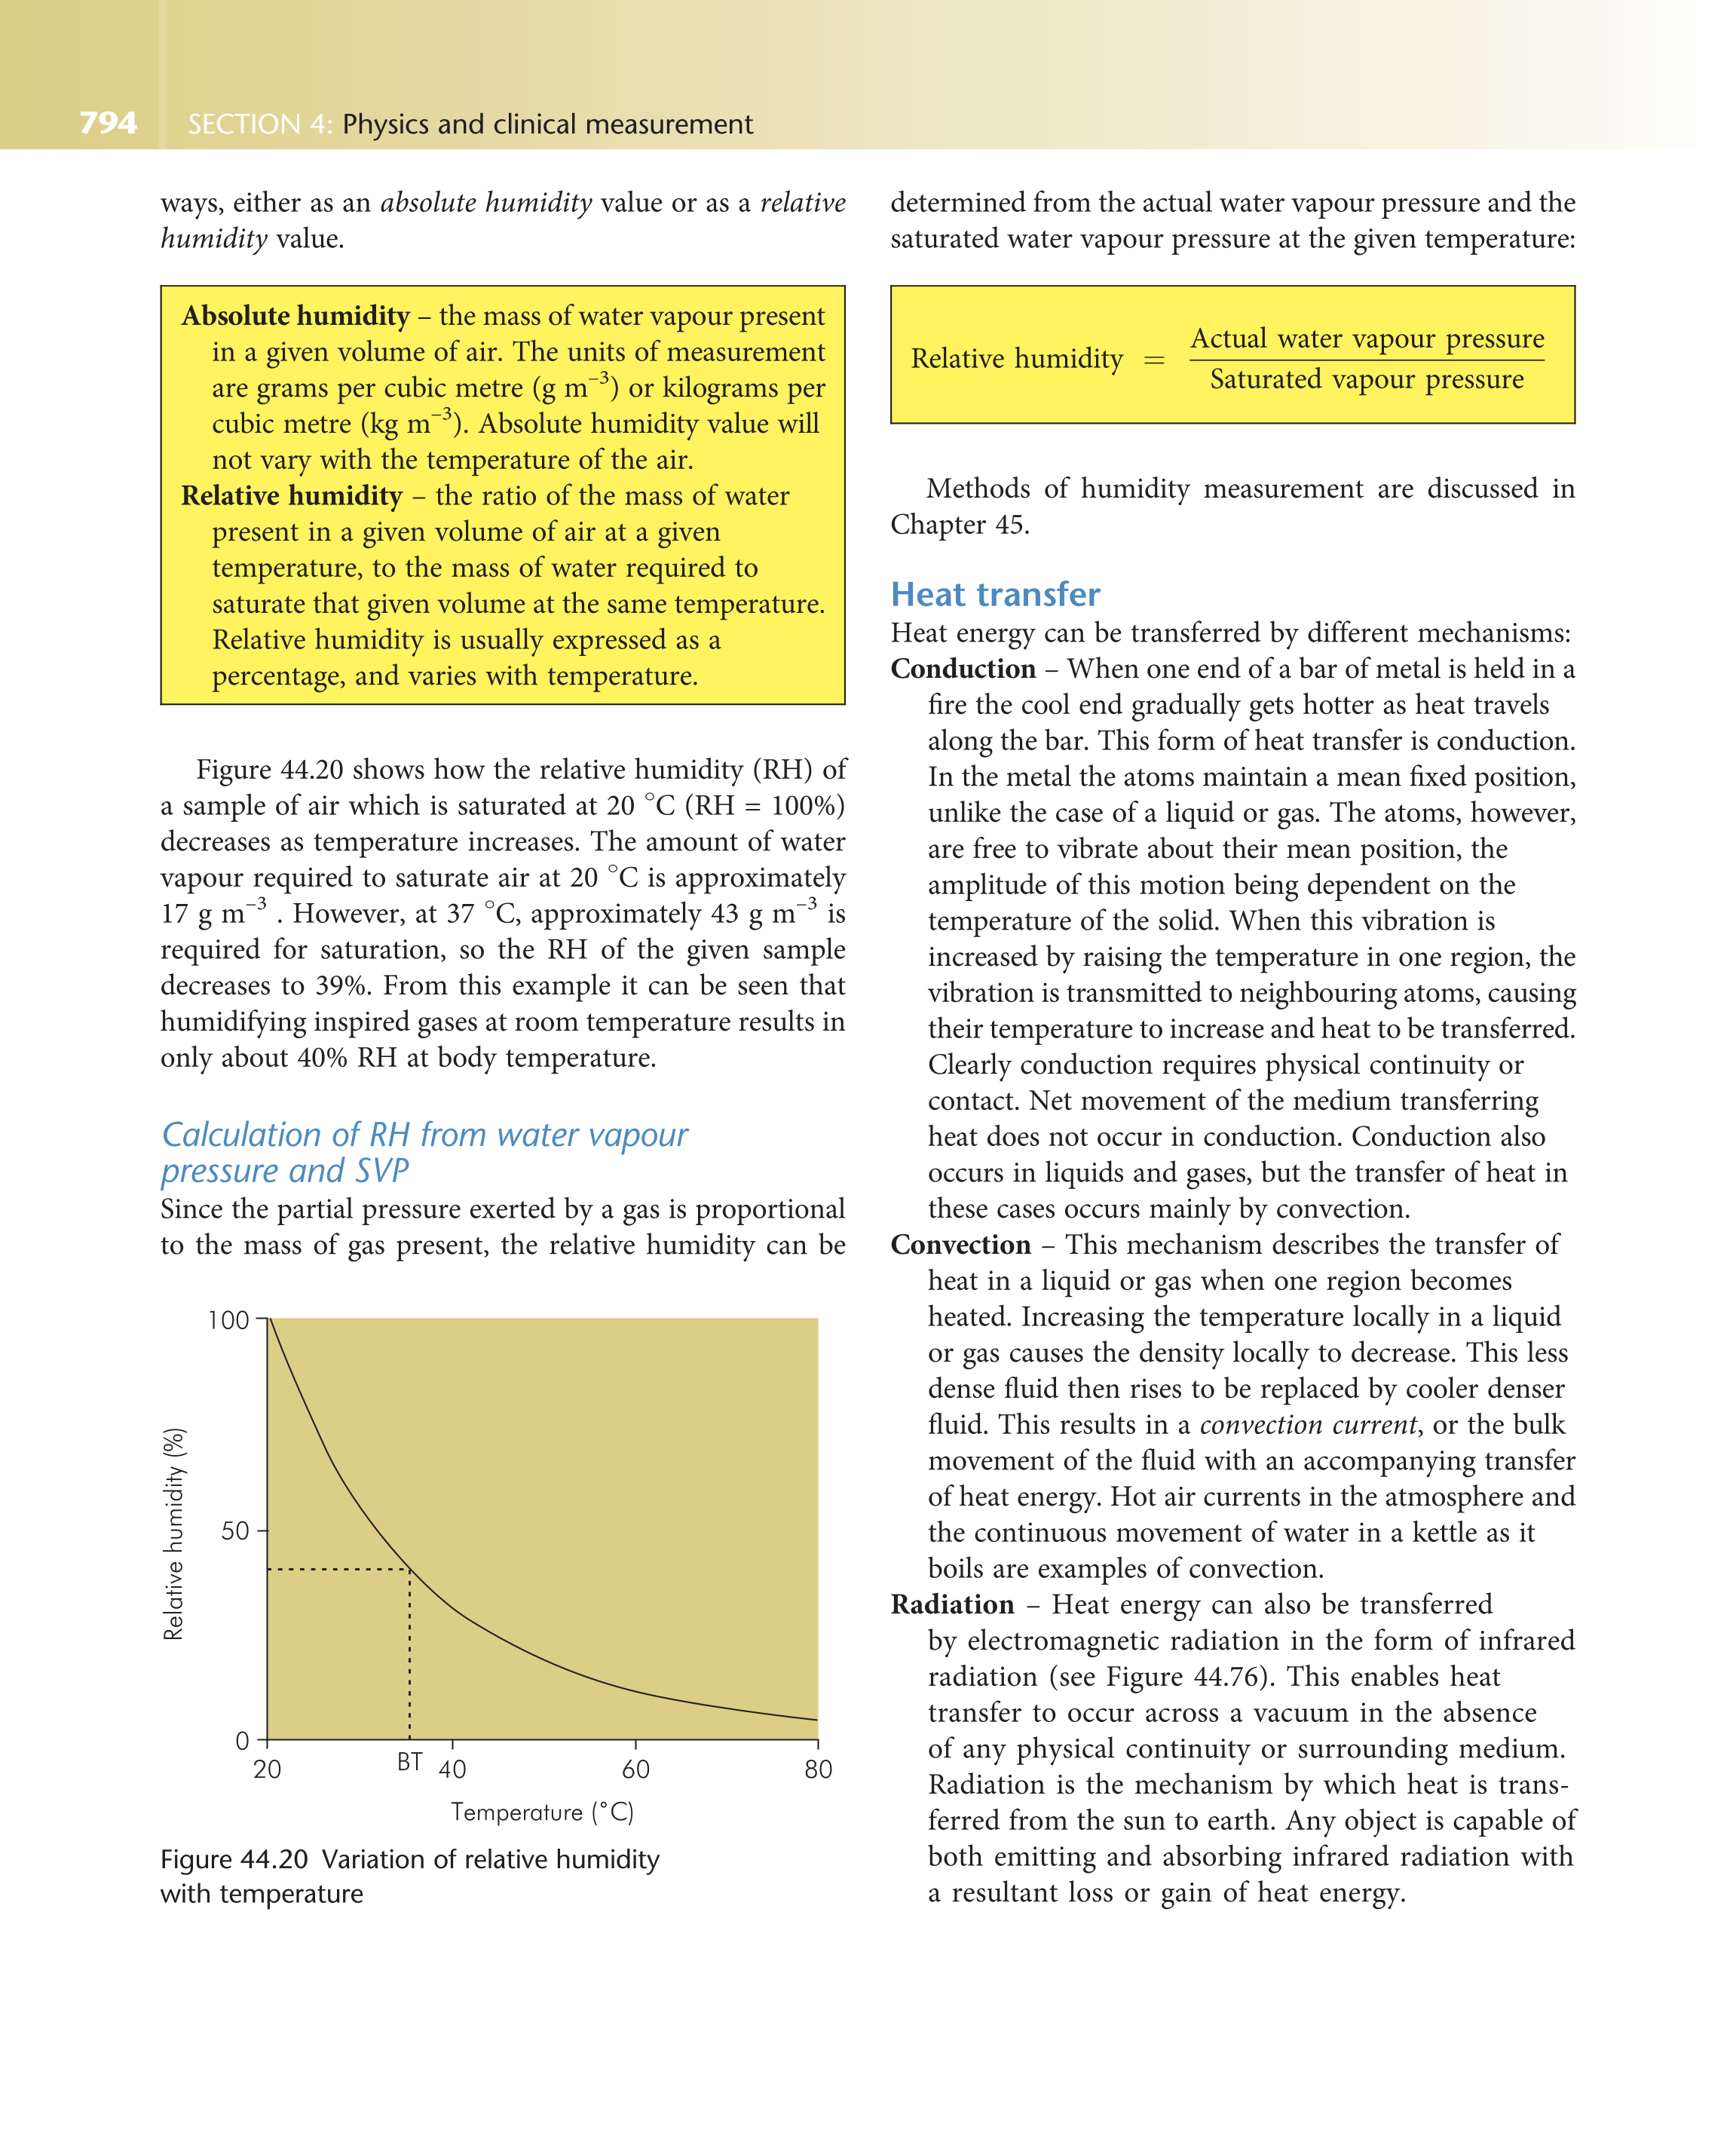 794 SECTION 4: Physics and clinical measurement
ways, either as an absolute humidity value or as a relative
humidity value.
Absolute humidity – the mass of water vapour present
in a given volume of air. The units of measurement
are grams per cubic metre (g m⁻³) or kilograms per
cubic metre (kg m⁻³). Absolute humidity value will
not vary with the temperature of the air.
Relative humidity – the ratio of the mass of water
present in a given volume of air at a given
temperature, to the mass of water required to
saturate that given volume at the same temperature.
Relative humidity is usually expressed as a
percentage, and varies with temperature.
Figure 44.20 shows how the relative humidity (RH) of
a sample of air which is saturated at 20 °C (RH = 100%)
decreases as temperature increases. The amount of water
vapour required to saturate air at 20 °C is approximately
17 g m⁻³ . However, at 37 °C, approximately 43 g m⁻³ is
required for saturation, so the RH of the given sample
decreases to 39%. From this example it can be seen that
humidifying inspired gases at room temperature results in
only about 40% RH at body temperature.
Calculation of RH from water vapour
pressure and SVP
Since the partial pressure exerted by a gas is proportional
to the mass of gas present, the relative humidity can be
100
50
0
Relative humidity (%)
20 BT 40 60 80
Temperature (°C)
Figure 44.20 Variation of relative humidity
with temperature
determined from the actual water vapour pressure and the
saturated water vapour pressure at the given temperature:
Relative humidity = Actual water vapour pressure
Saturated vapour pressure
Methods of humidity measurement are discussed in
Chapter 45.
Heat transfer
Heat energy can be transferred by different mechanisms:
Conduction – When one end of a bar of metal is held in a
fire the cool end gradually gets hotter as heat travels
along the bar. This form of heat transfer is conduction.
In the metal the atoms maintain a mean fixed position,
unlike the case of a liquid or gas. The atoms, however,
are free to vibrate about their mean position, the
amplitude of this motion being dependent on the
temperature of the solid. When this vibration is
increased by raising the temperature in one region, the
vibration is transmitted to neighbouring atoms, causing
their temperature to increase and heat to be transferred.
Clearly conduction requires physical continuity or
contact. Net movement of the medium transferring
heat does not occur in conduction. Conduction also
occurs in liquids and gases, but the transfer of heat in
these cases occurs mainly by convection.
Convection – This mechanism describes the transfer of
heat in a liquid or gas when one region becomes
heated. Increasing the temperature locally in a liquid
or gas causes the density locally to decrease. This less
dense fluid then rises to be replaced by cooler denser
fluid. This results in a convection current, or the bulk
movement of the fluid with an accompanying transfer
of heat energy. Hot air currents in the atmosphere and
the continuous movement of water in a kettle as it
boils are examples of convection.
Radiation – Heat energy can also be transferred
by electromagnetic radiation in the form of infrared
radiation (see Figure 44.76). This enables heat
transfer to occur across a vacuum in the absence
of any physical continuity or surrounding medium.
Radiation is the mechanism by which heat is trans-
ferred from the sun to earth. Any object is capable of
both emitting and absorbing infrared radiation with
a resultant loss or gain of heat energy.